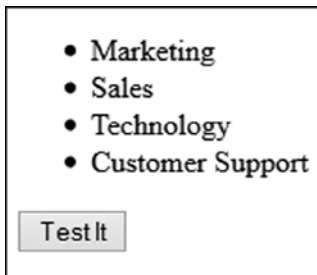 Marketing
Sales
Technology
Customer Support
Test It